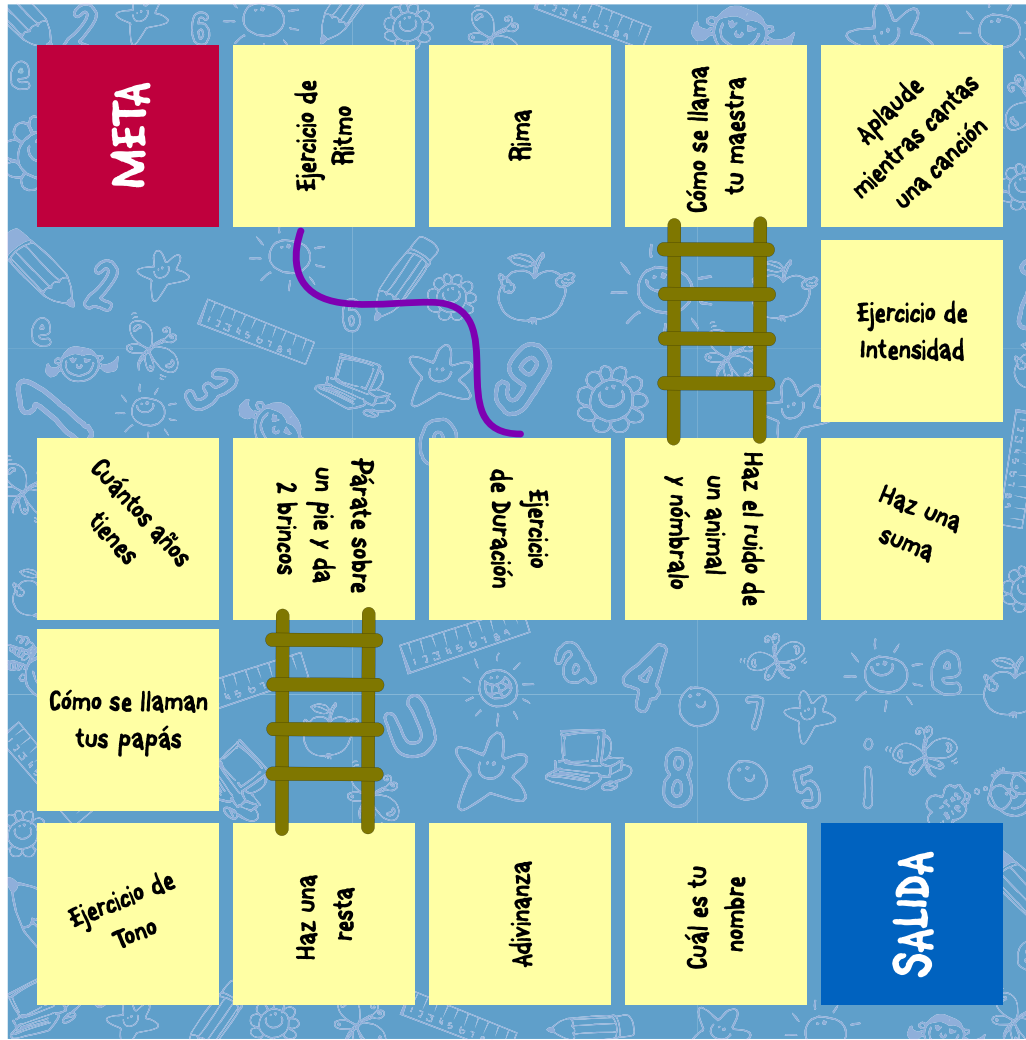 META
Ejercicio de
Ritmo
Rima
Cómo se llama
tu maestra
Aplaude
mientras cantas
una canción
Ejercicio de
Intensidad
Cuántos años
tienes
Párate sobre
un pie y da
2 brincos
Ejercicio
de Duración
Haz el ruido de
un animal
y nómbralo
Haz una
suma
Cómo se llaman
tus papás
Ejercicio de
Tono
Haz una
resta
Adivinanza
Cuál es tu
nombre
SALIDA